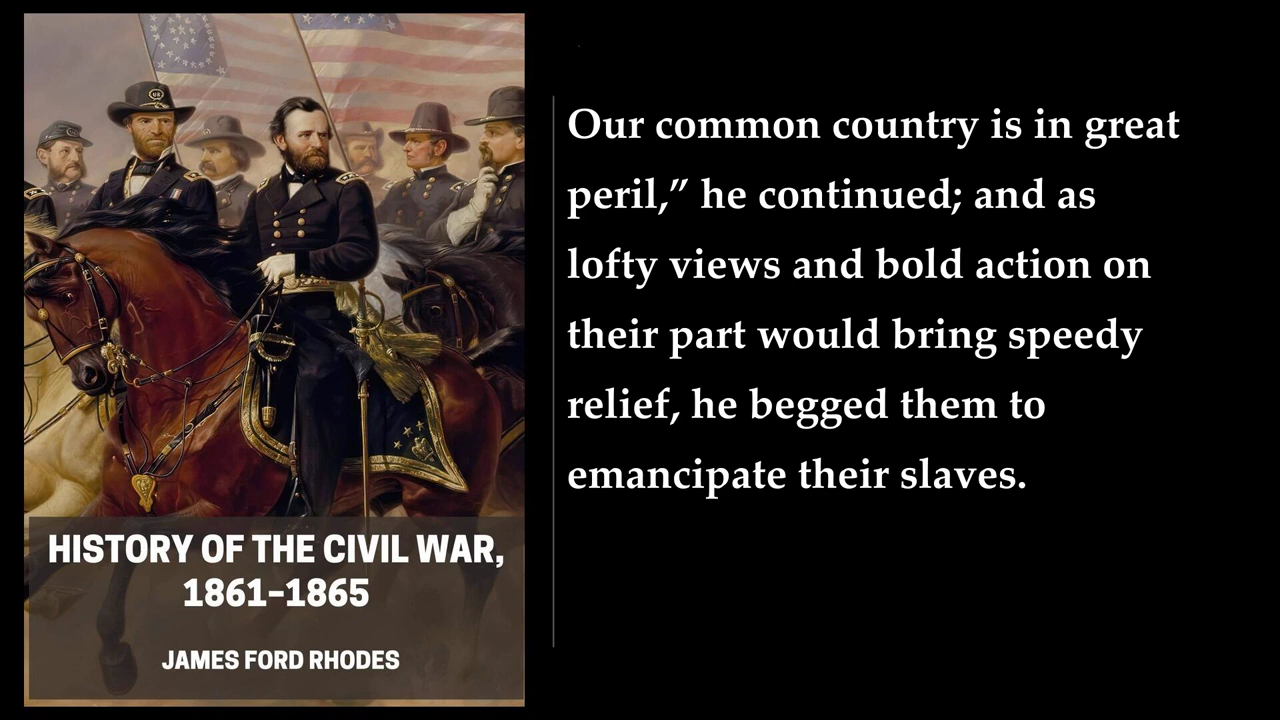 HISTORY OF THE CIVIL WAR,
1861–1865
JAMES FORD RHODES
Our common country is in great
peril,” he continued; and as
lofty views and bold action on
their part would bring speedy
relief, he begged them to
emancipate their slaves.